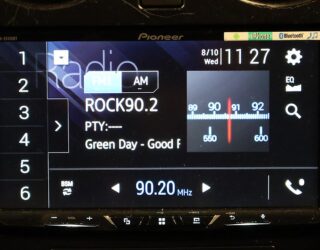 Pioneer
Bluetooth
Radio
8/10
Wed
11 27
1
2
3
4
5
6
AM
EQ
ROCK90.2
PTY:----
Green Day - Good F
89 90 91 92
550 600
BSM
90.20 MHz